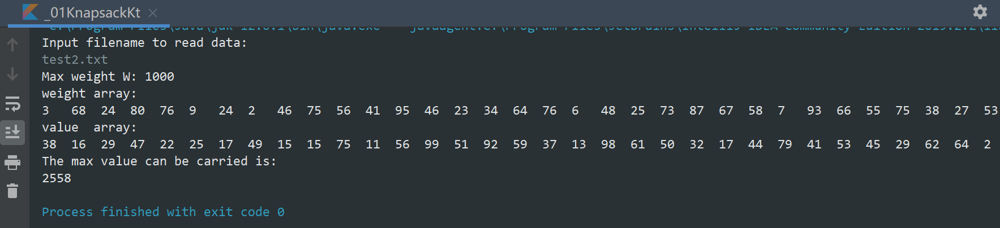 _01KnapsackKt
Input filename to read data:
test2.txt
Max weight W: 1000
weight array:
3 68 24 80 76 9 24 2 46 75 56 41 95 46 23 34 64 76 6 48 25 73 87 67 58 7 93 66 55 75 38 27 53
value array:
38 16 29 47 22 25 17 49 15 15 75 11 56 99 51 92 59 37 13 98 61 50 32 17 44 79 41 53 45 29 62 64 2
The max value can be carried is:
2558
Process finished with exit code 0